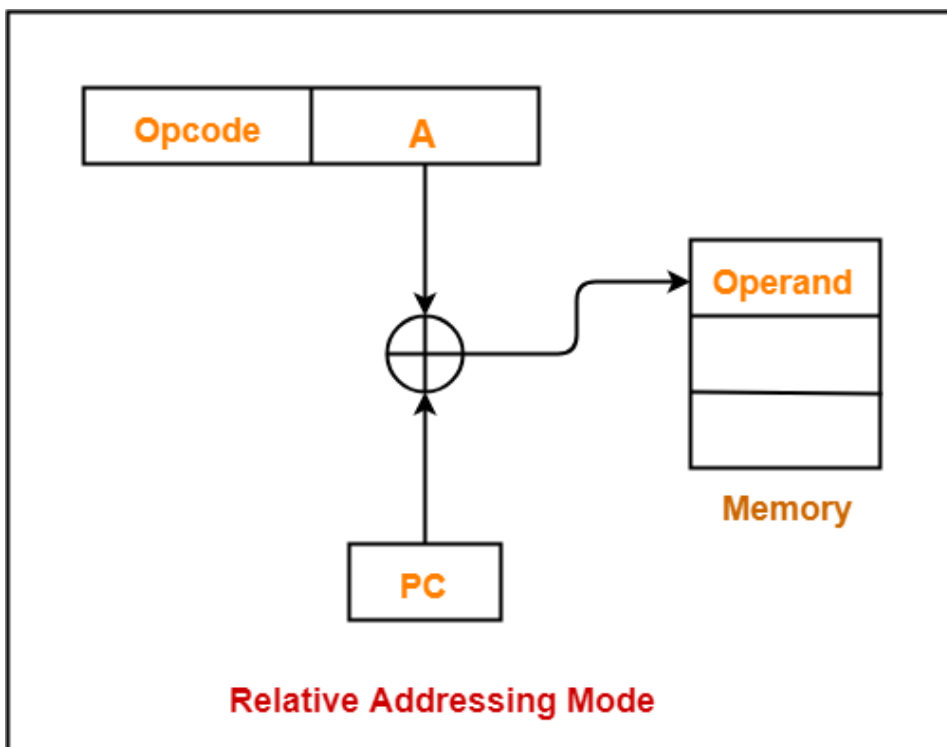 Opcode
A
Operand
Memory
PC
Relative Addressing Mode